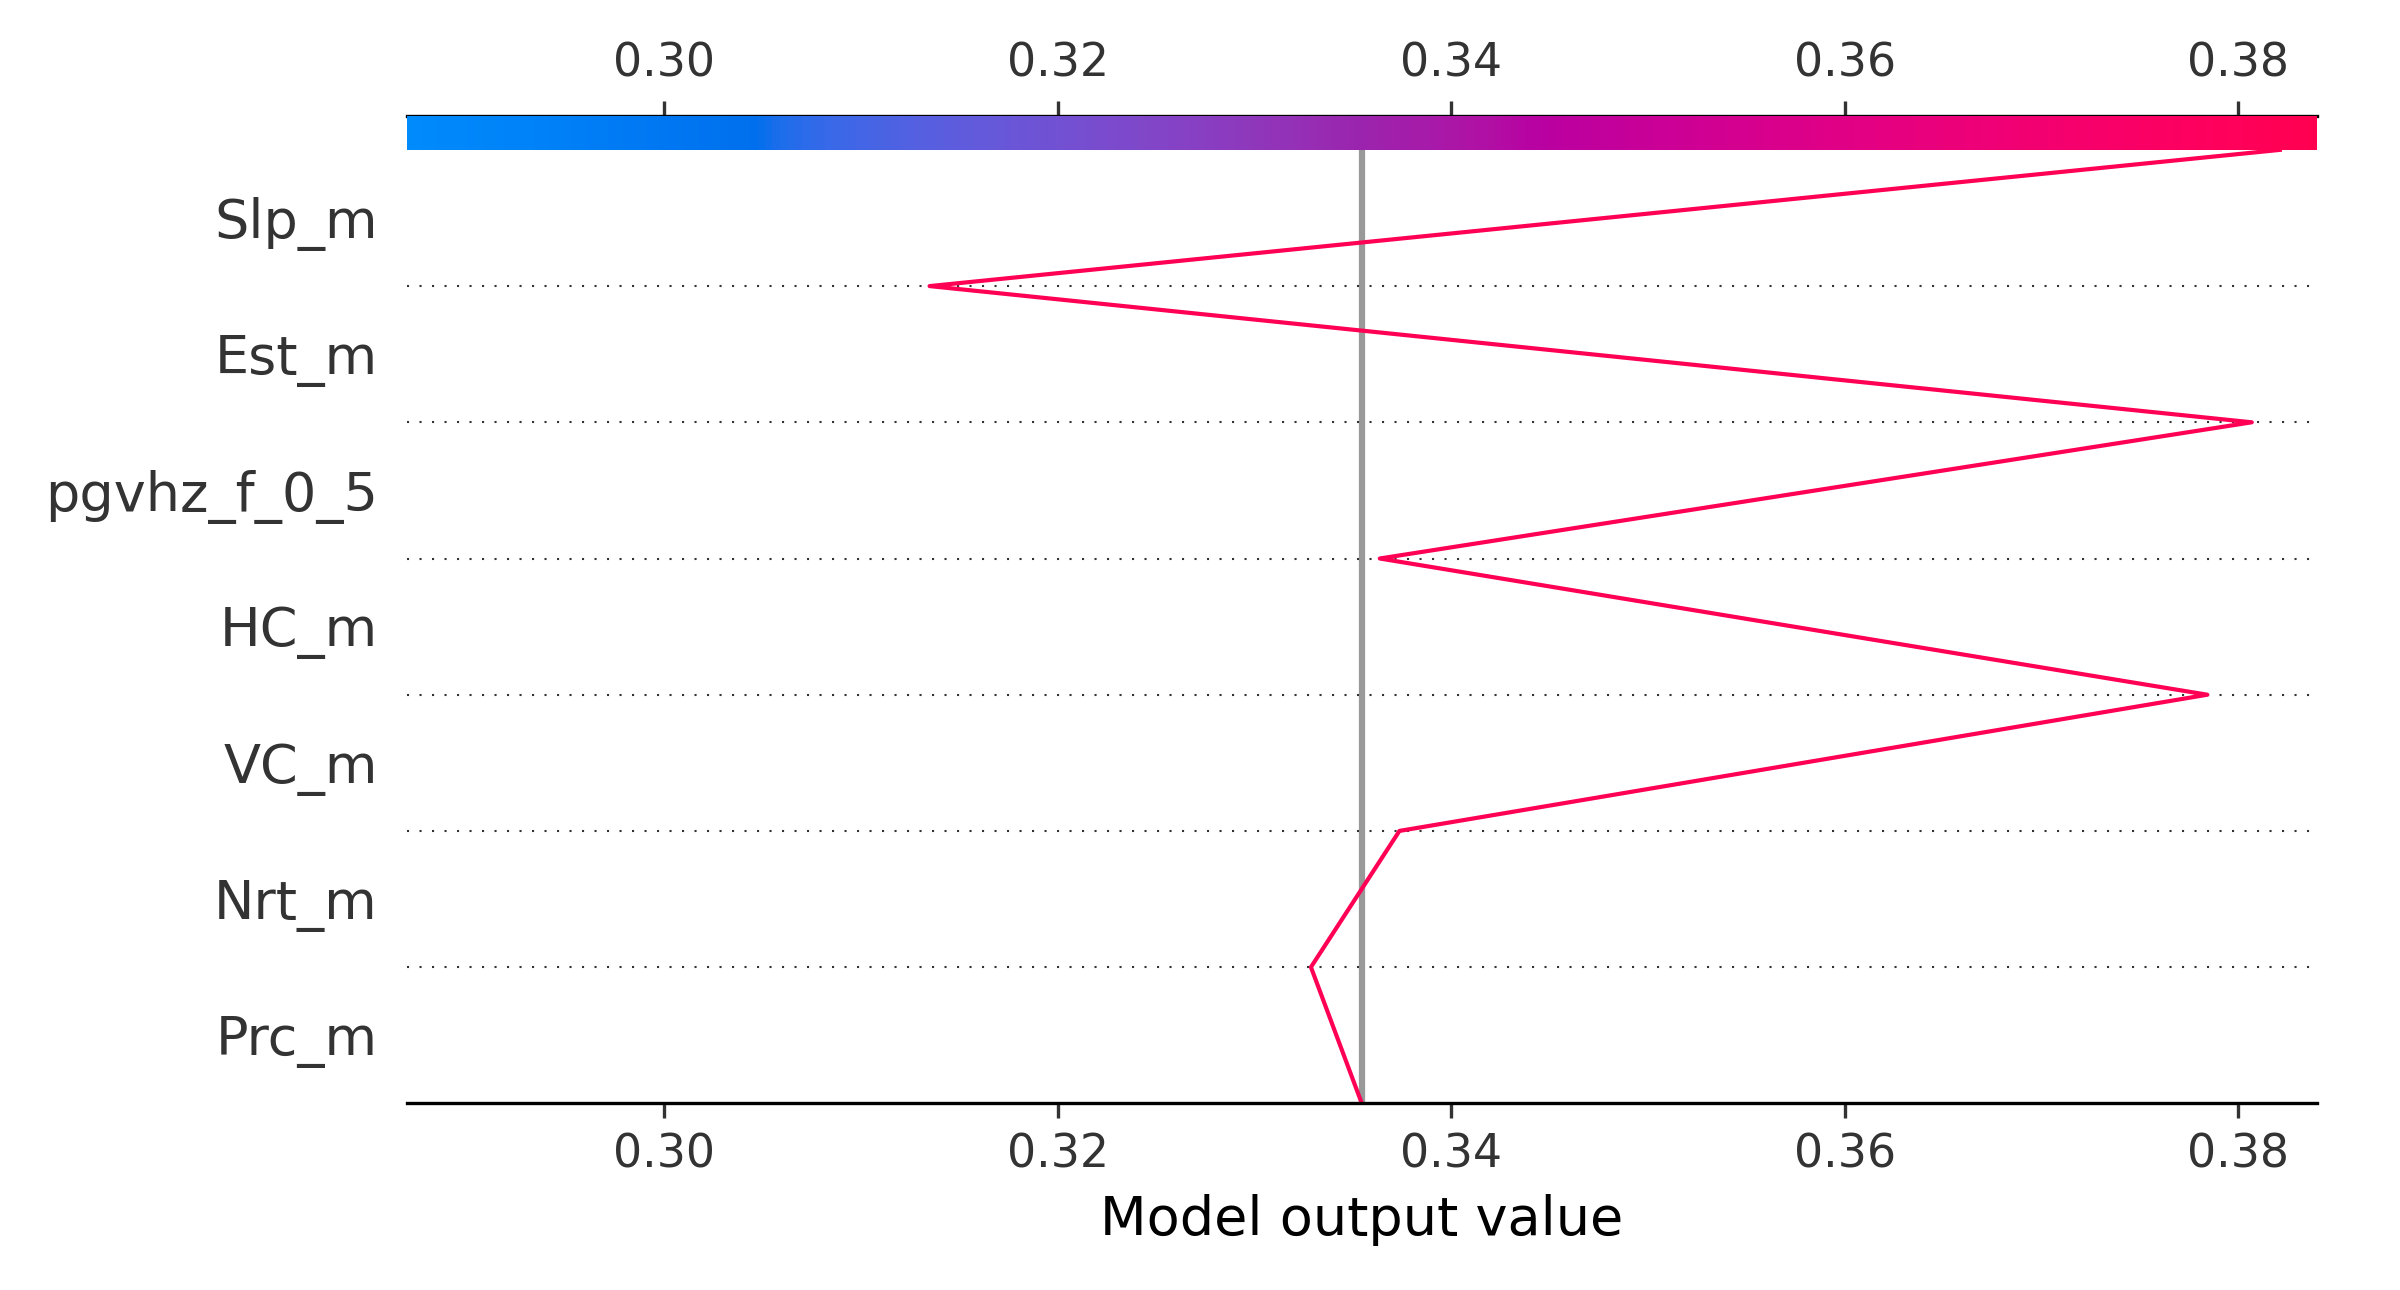 0.30 0.32 0.34 0.36 0.38
Slp_m
Est_m
pgvhz_f_0_5
HC_m
VC_m
Nrt_m
Prc_m
0.30 0.32 0.34 0.36 0.38
Model output value